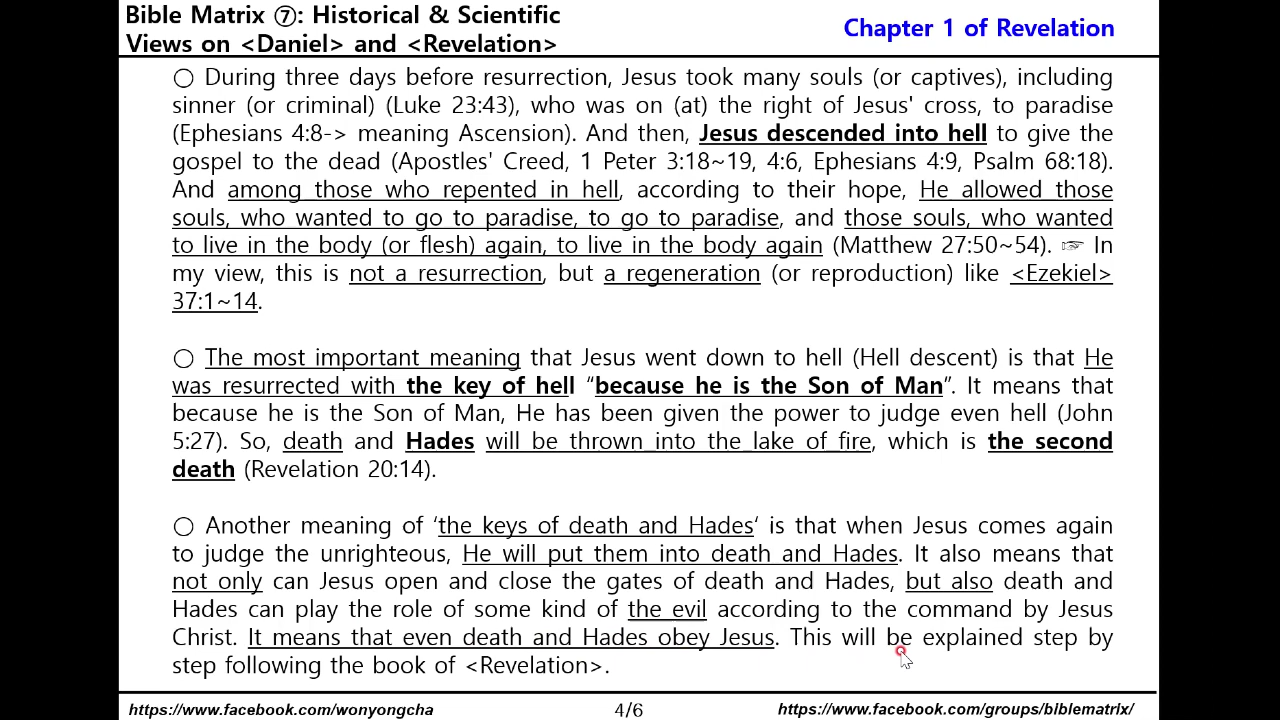 Bible Matrix ⑦: Historical & Scientific
Views on <Daniel> and <Revelation>
Chapter 1 of Revelation
○ During three days before resurrection, Jesus took many souls (or captives), including
sinner (or criminal) (Luke 23:43), who was on (at) the right of Jesus' cross, to paradise
(Ephesians 4:8-> meaning Ascension). And then, Jesus descended into hell to give the
gospel to the dead (Apostles' Creed, 1 Peter 3:18~19, 4:6, Ephesians 4:9, Psalm 68:18).
And among those who repented in hell, according to their hope, He allowed those
souls, who wanted to go to paradise, to go to paradise, and those souls, who wanted
to live in the body (or flesh) again, to live in the body again (Matthew 27:50~54). ☞ In
my view, this is not a resurrection, but a regeneration (or reproduction) like <Ezekiel>
37:1~14.
○ The most important meaning that Jesus went down to hell (Hell descent) is that He
was resurrected with the key of hell “because he is the Son of Man”. It means that
because he is the Son of Man, He has been given the power to judge even hell (John
5:27). So, death and Hades will be thrown into the lake of fire, which is the second
death (Revelation 20:14).
○ Another meaning of ‘the keys of death and Hades‘ is that when Jesus comes again
to judge the unrighteous, He will put them into death and Hades. It also means that
not only can Jesus open and close the gates of death and Hades, but also death and
Hades can play the role of some kind of the evil according to the command by Jesus
Christ. It means that even death and Hades obey Jesus. This will be explained step by
step following the book of <Revelation>.
https://www.facebook.com/wonyongcha
4/6
https://www.facebook.com/groups/biblematrix/